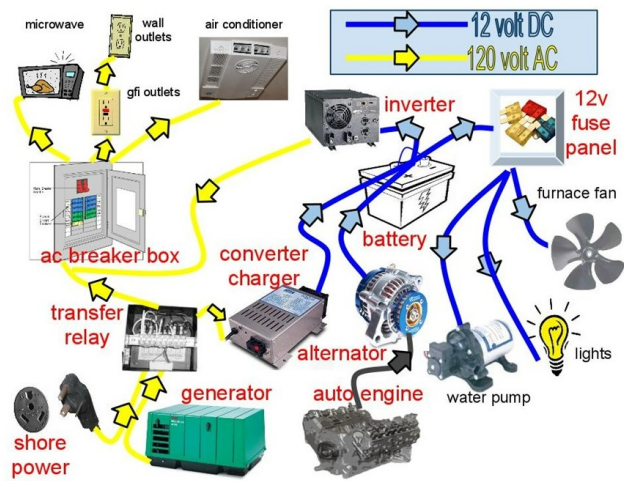 microwave
wall
outlets
air conditioner
12 volt DC
120 volt AC
gfi outlets
inverter
12v
fuse
panel
furnace fan
battery
ac breaker box
converter
charger
transfer
relay
alternator
lights
water pump
generator
auto engine
shore
power